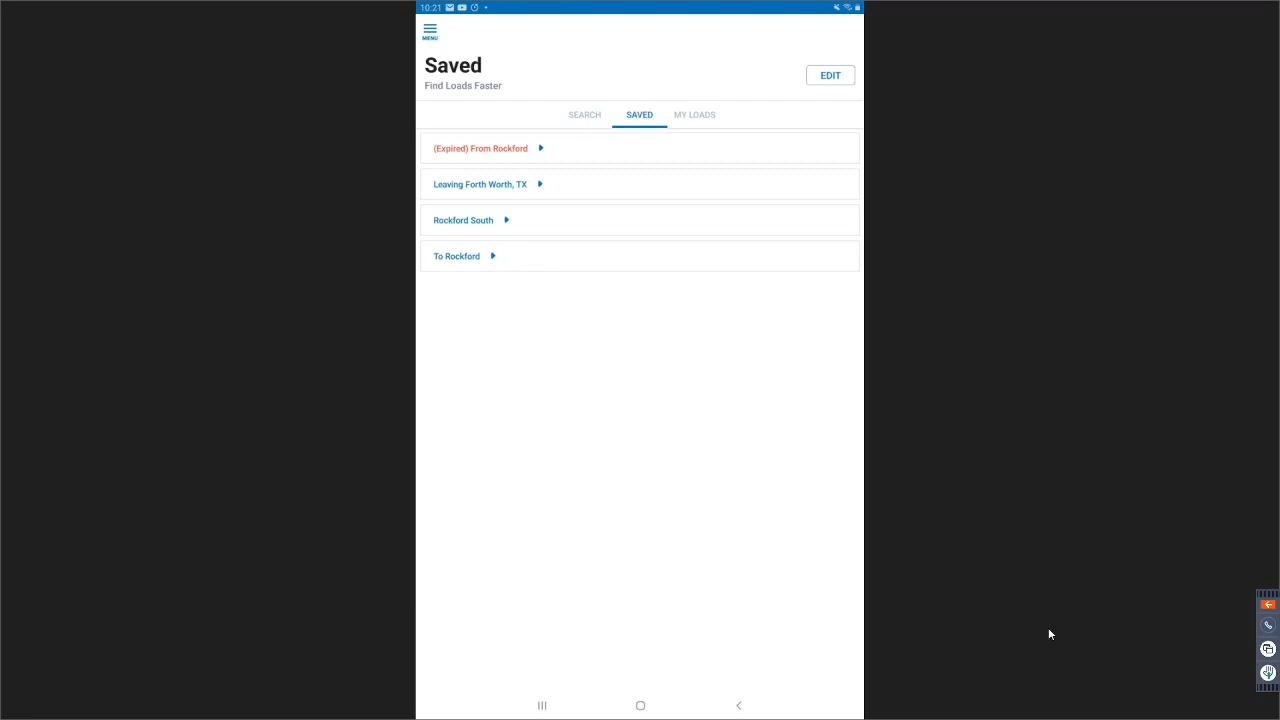 10:21
MENU
Saved
Find Loads Faster
EDIT
SEARCH SAVED MY LOADS
(Expired) From Rockford
Leaving Forth Worth, TX
Rockford South
To Rockford